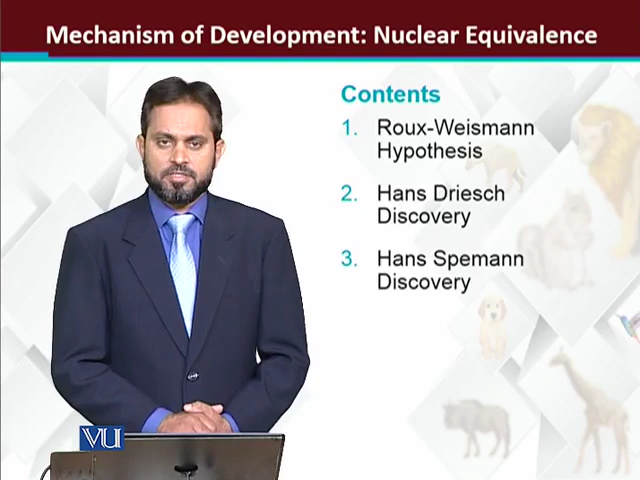 Mechanism of Development: Nuclear Equivalence
Contents
1. Roux-Weismann
Hypothesis
2. Hans Driesch
Discovery
3. Hans Spemann
Discovery
VU